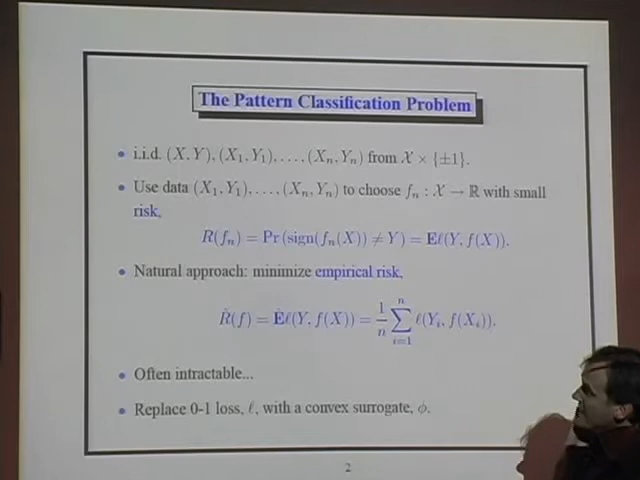 The Pattern Classification Problem
• i.i.d. (X, Y), (X₁, Y₁), . . . , (Xₙ, Yₙ) from 𝒳 × {±1}.
• Use data (X₁, Y₁), . . . , (Xₙ, Yₙ) to choose fₙ : 𝒳 → ℝ with small
risk,
R(fₙ) = Pr (sign(fₙ(X)) ≠ Y) = Eℓ(Y, f(X)).
• Natural approach: minimize empirical risk,
R̂(f) = Êℓ(Y, f(X)) = 1/n ∑ⁿᵢ₌₁ ℓ(Yᵢ, f(Xᵢ)).
• Often intractable...
• Replace 0-1 loss, ℓ, with a convex surrogate, ϕ.
2